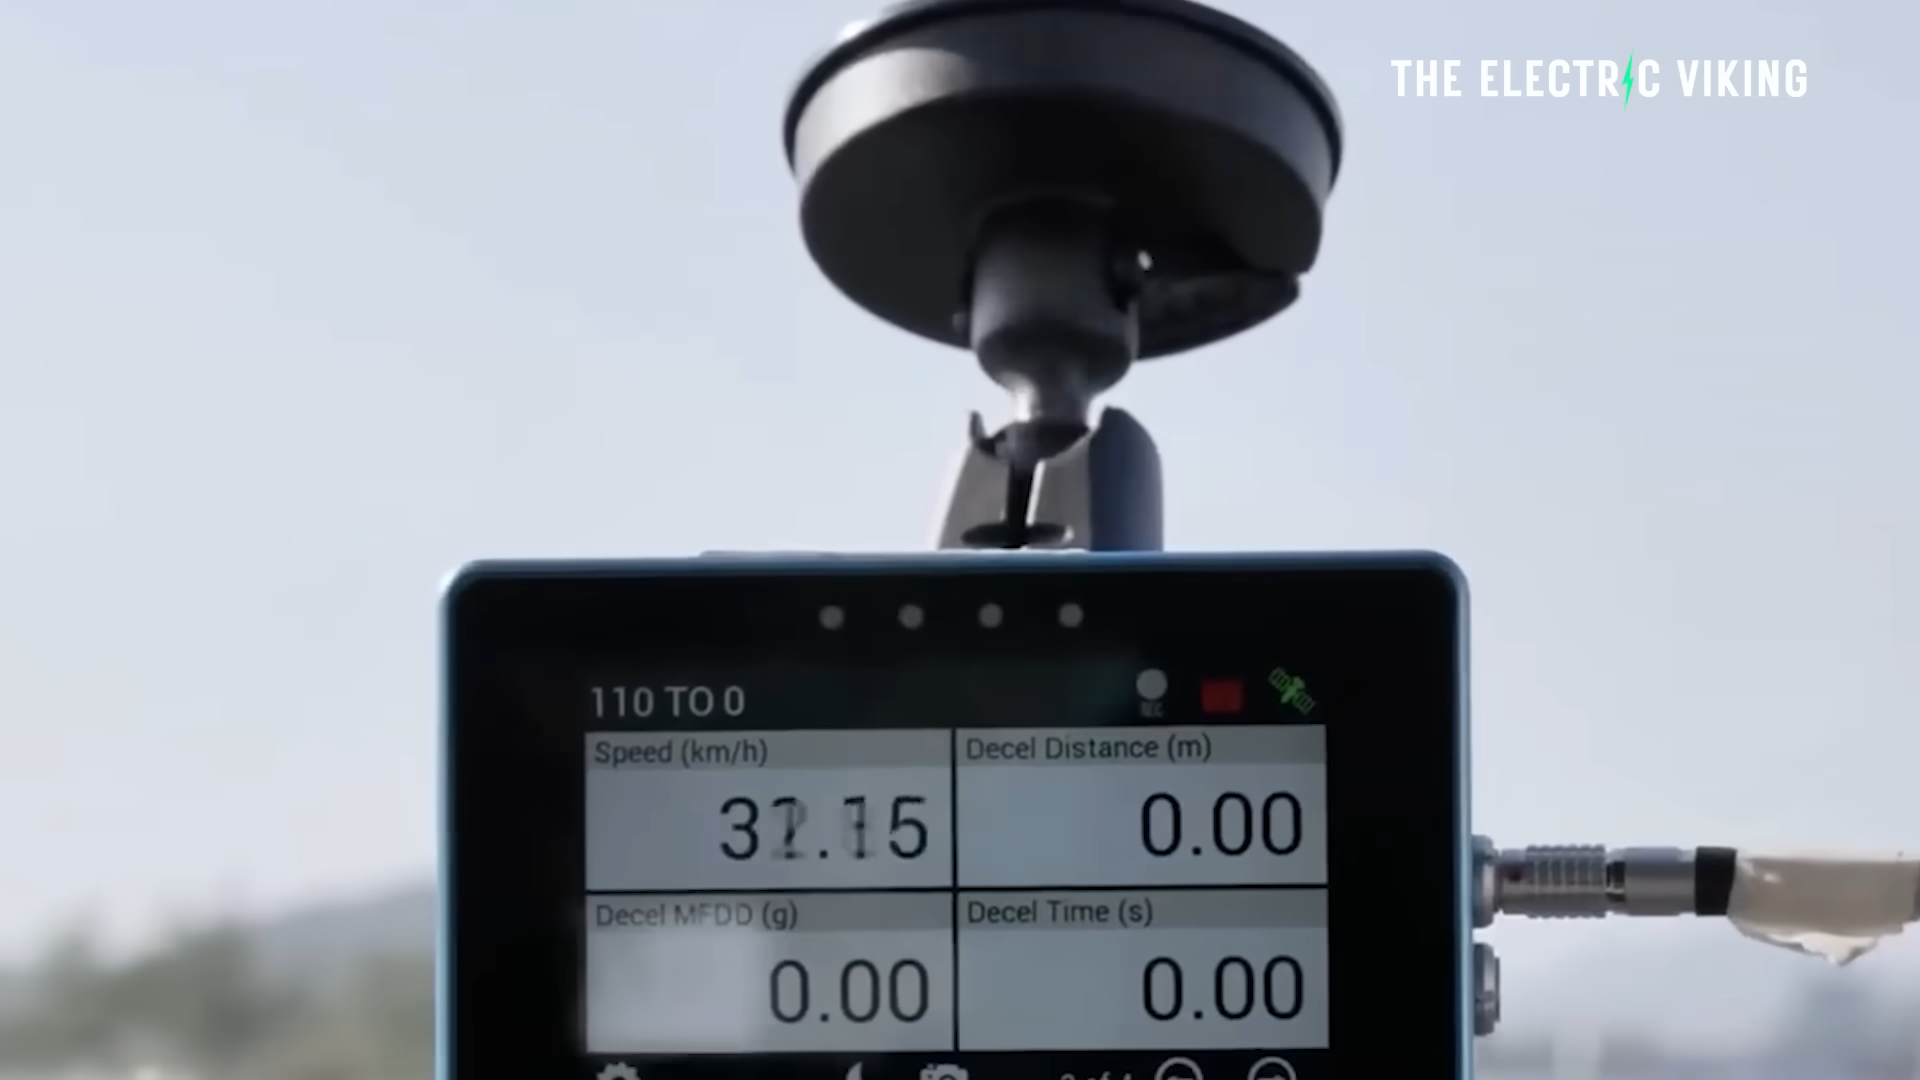 THE ELECTRIC VIKING
110 TO 0
REC
Speed (km/h)
Decel Distance (m)
0.00
Decel MFDD (g)
Decel Time (s)
0.00
0.00